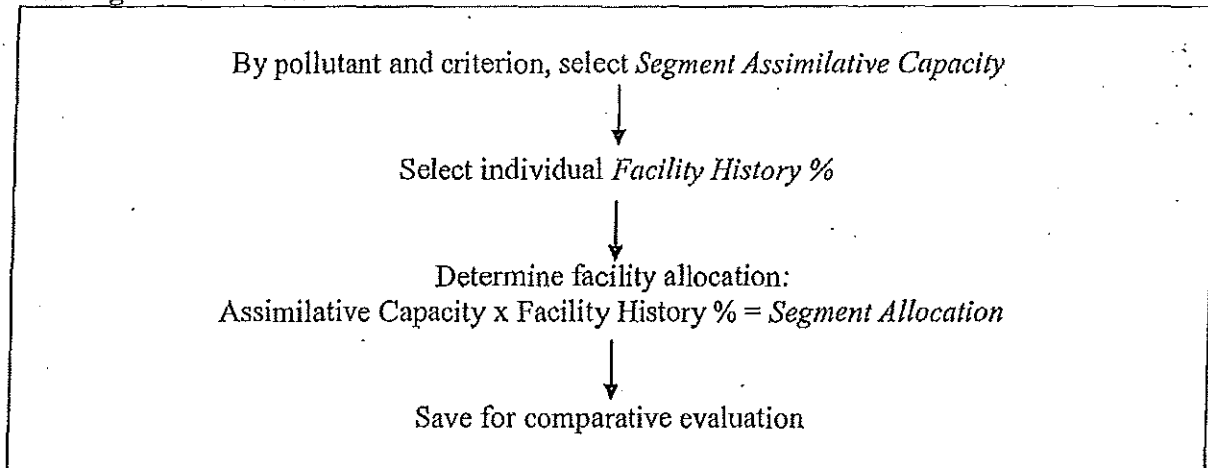 By pollutant and criterion, select Segment Assimilative Capacity
Select individual Facility History %
Determine facility allocation:
Assimilative Capacity x Facility History % = Segment Allocation
Save for comparative evaluation